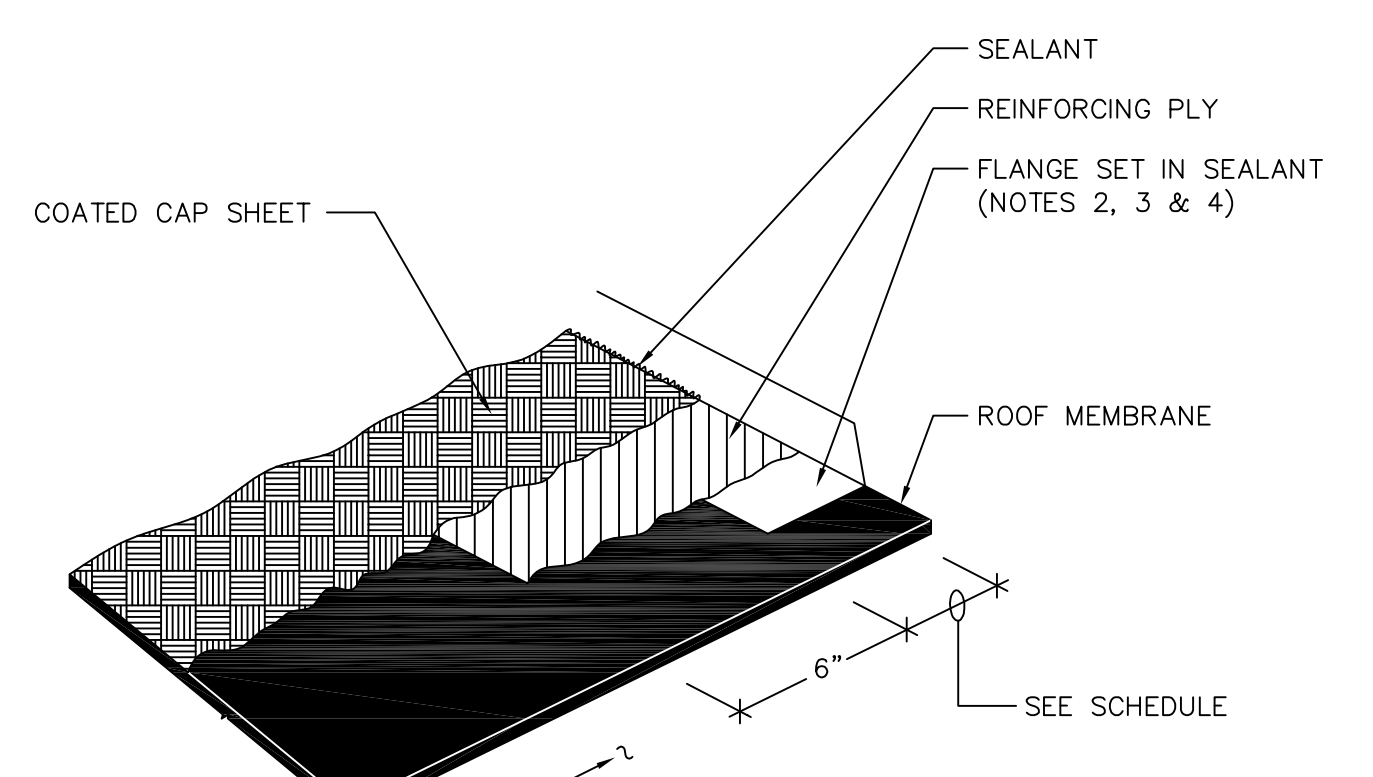 SEALANT
REINFORCING PLY
FLANGE SET IN SEALANT
(NOTES 2, 3 & 4)
COATED CAP SHEET
ROOF MEMBRANE
6”
SEE SCHEDULE